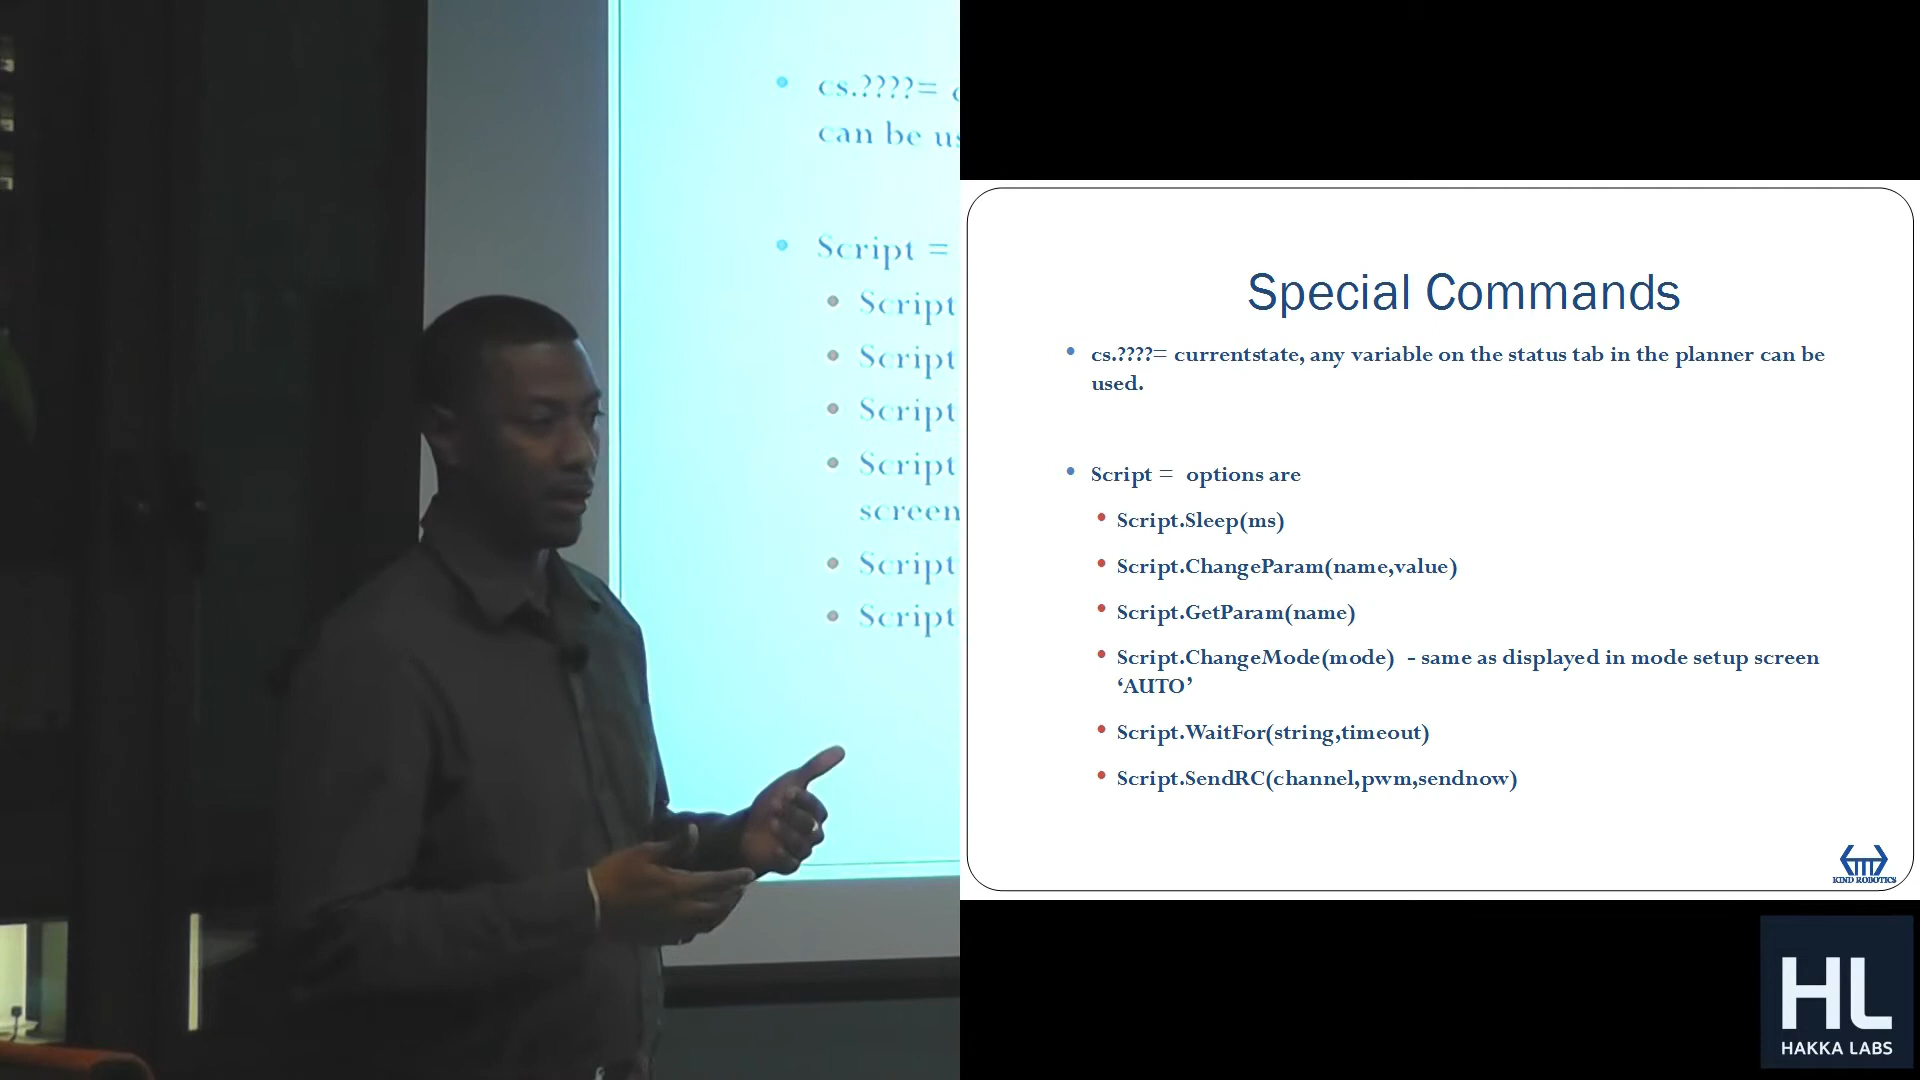 cs.????=
can be
Script =
Script
Script
Script
Script
screen
Script
Script
Special Commands
cs.????= currentstate, any variable on the status tab in the planner can be
used.
Script = options are
Script.Sleep(ms)
Script.ChangeParam(name,value)
Script.GetParam(name)
Script.ChangeMode(mode) - same as displayed in mode setup screen
‘AUTO’
Script.WaitFor(string,timeout)
Script.SendRC(channel,pwm,sendnow)
KIND ROBOTICS
HL
HAKKA LABS